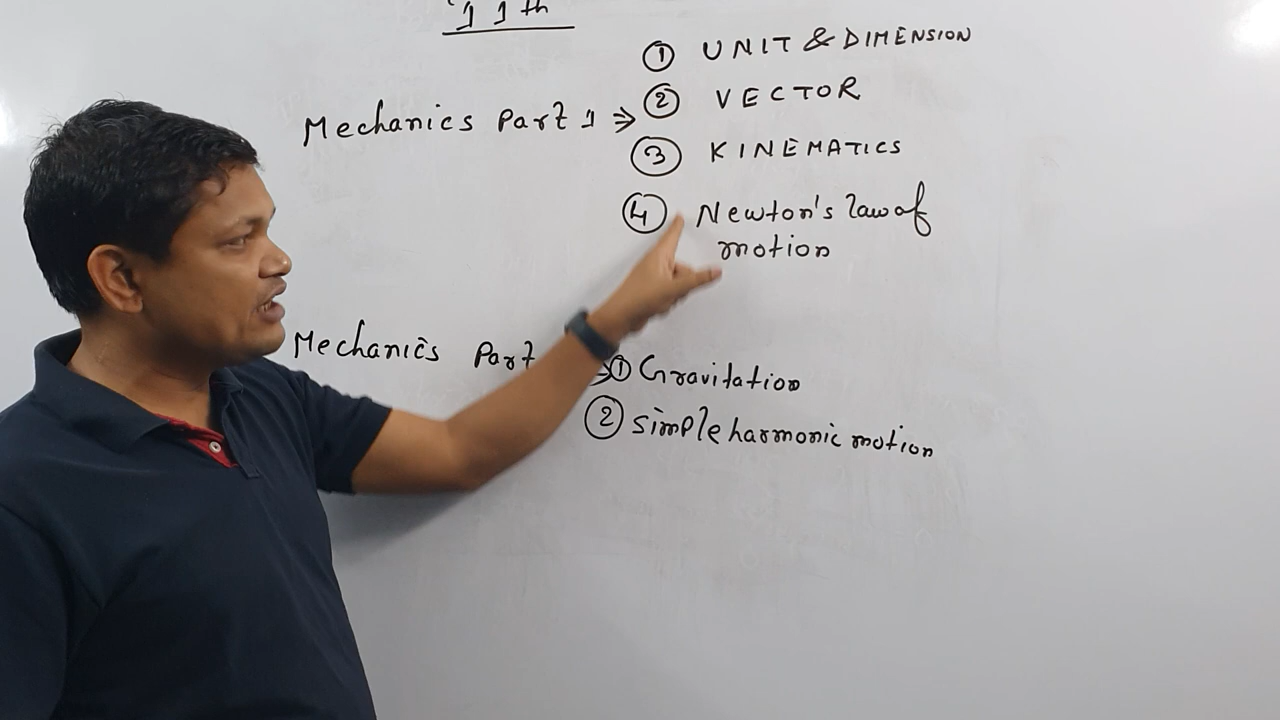 11th
① UNIT & DIMENSION
Mechanics Part 1 ⇒ ② VECTOR
③ KINEMATICS
④ Newton's law of
motion
Mechanics Part ① Gravitation
② simple harmonic motion